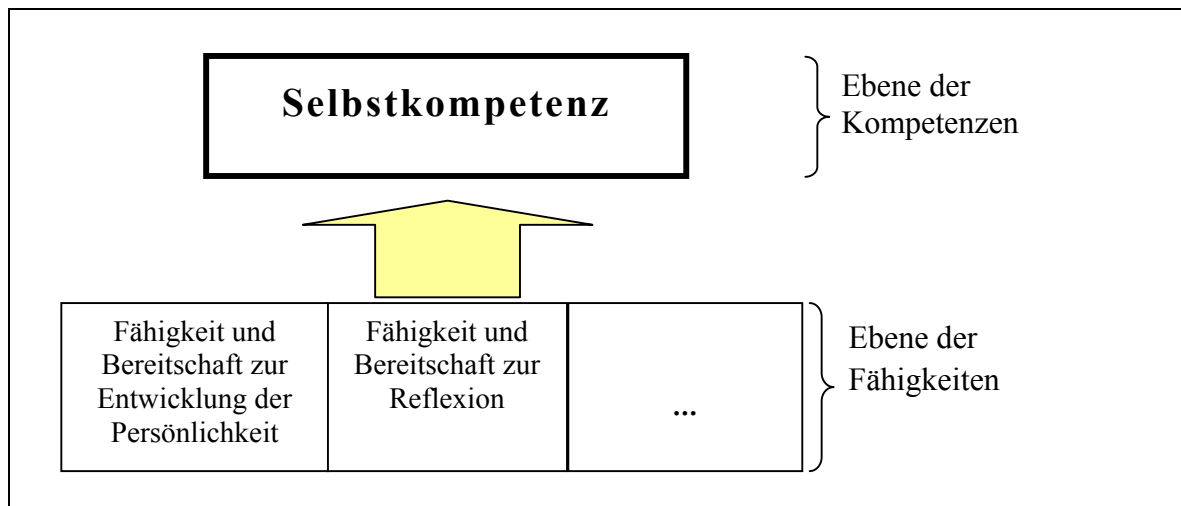 Selbstkompetenz
Ebene der
Kompetenzen
Fähigkeit und
Bereitschaft zur
Entwicklung der
Persönlichkeit
Fähigkeit und
Bereitschaft zur
Reflexion
...
Ebene der
Fähigkeiten